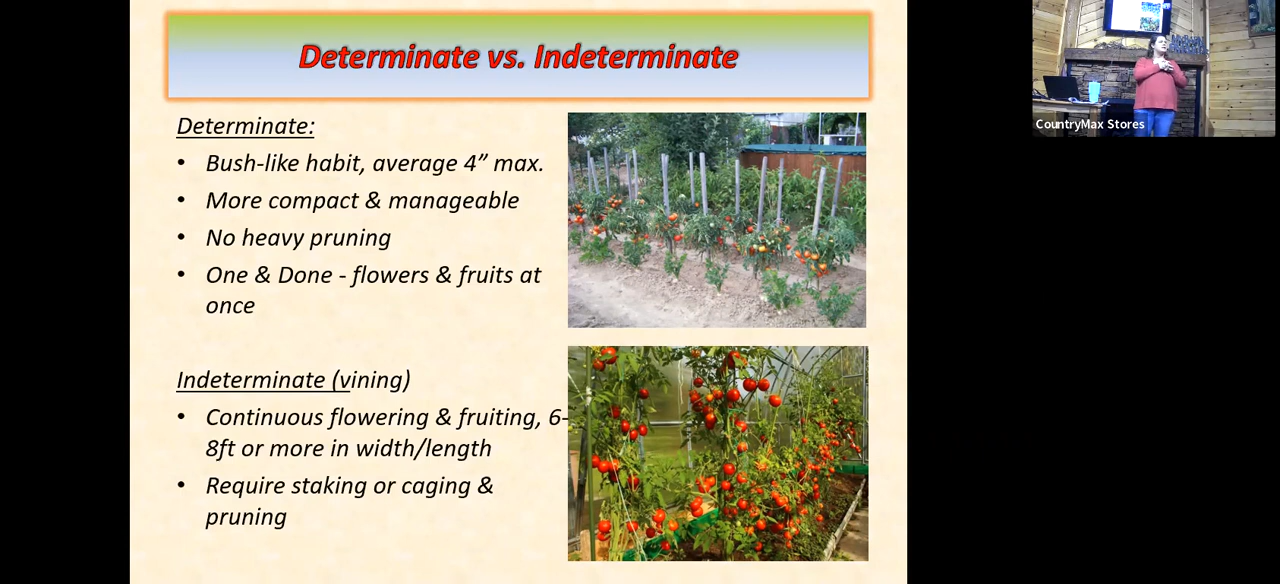 Determinate vs. Indeterminate
Determinate:
• Bush-like habit, average 4” max.
• More compact & manageable
• No heavy pruning
• One & Done - flowers & fruits at
once
Indeterminate (vining)
• Continuous flowering & fruiting, 6-
8ft or more in width/length
• Require staking or caging &
pruning
CountryMax Stores